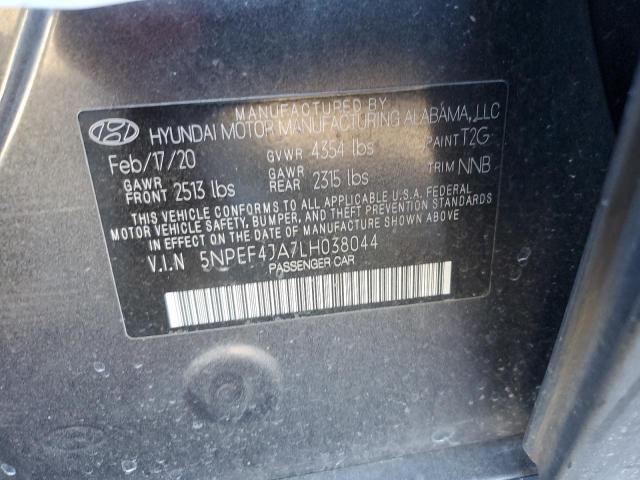 MANUFACTURED BY
HYUNDAI MOTOR MANUFACTURING ALABAMA, LLC
Feb/17/20 GVWR 4354 lbs PAINT T2G
GAWR FRONT 2513 lbs GAWR REAR 2315 lbs TRIM NNB
THIS VEHICLE CONFORMS TO ALL APPLICABLE U.S.A. FEDERAL
MOTOR VEHICLE SAFETY, BUMPER, AND THEFT PREVENTION STANDARDS
IN EFFECT ON THE DATE OF MANUFACTURE SHOWN ABOVE
V.I.N 5NPEF4JA7LH038044
PASSENGER CAR